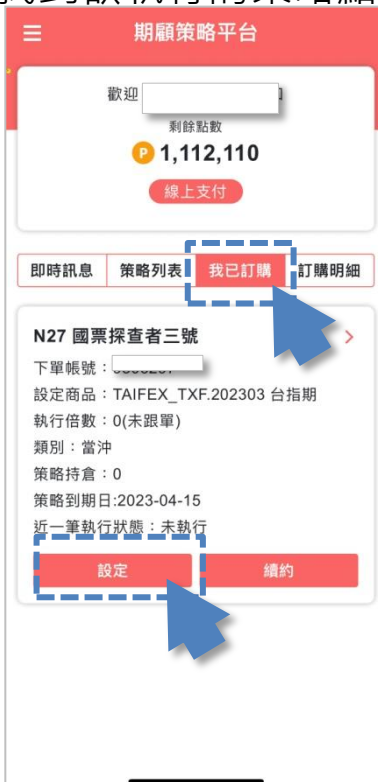 期顧策略平台
歡迎
剩餘點數
P 1,112,110
線上支付
即時訊息 策略列表 我已訂購 訂購明細
N27 國票探查者三號
下單帳號：
設定商品：TAIFEX_TXF.202303 台指期
執行倍數：0(未跟單)
類別：當沖
策略持倉：0
策略到期日:2023-04-15
近一筆執行狀態：未執行
設定 續約